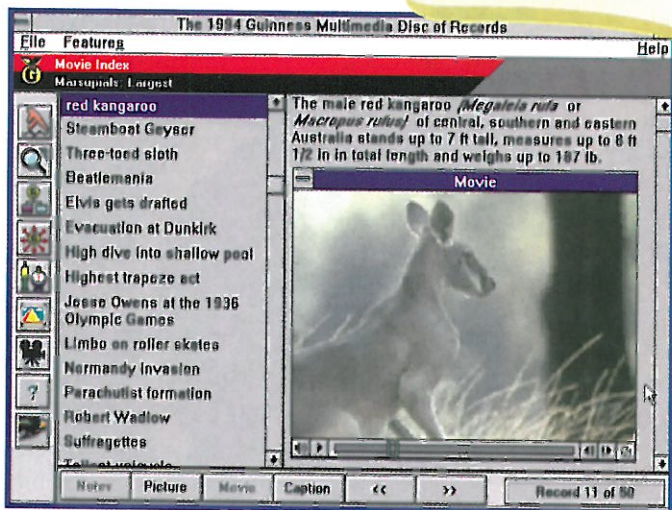 The 1994 Guinness Multimedia Disc of Records
File Features Help
G
Movie Index
Marsupials: Largest
red kangaroo
Steamboat Geyser
Three-toed sloth
Beatlemania
Elvis gets drafted
Evacuation at Dunkirk
High dive into shallow pool
Highest trapeze act
Jesse Owens at the 1936
Olympic Games
Limbo on roller skates
Normandy invasion
Parachutist formation
Robert Wadlow
Suffragettes
The male red kangaroo (Megaleia rufa or
Macropus rufus) of central, southern and eastern
Australia stands up to 7 ft tall, measures up to 8 ft
1/2 in in total length and weighs up to 187 lb.
Movie
?
Notes Picture Movie Caption << >> Record 11 of 50